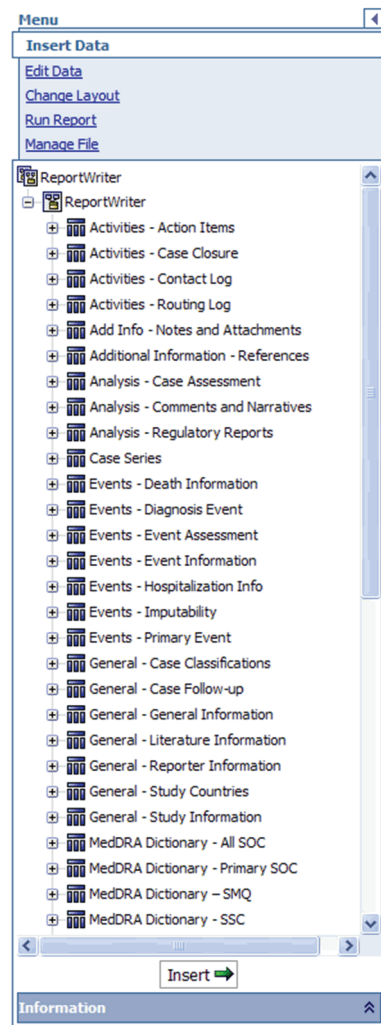 Menu
Insert Data
Edit Data
Change Layout
Run Report
Manage File
ReportWriter
ReportWriter
Activities - Action Items
Activities - Case Closure
Activities - Contact Log
Activities - Routing Log
Add Info - Notes and Attachments
Additional Information - References
Analysis - Case Assessment
Analysis - Comments and Narratives
Analysis - Regulatory Reports
Case Series
Events - Death Information
Events - Diagnosis Event
Events - Event Assessment
Events - Event Information
Events - Hospitalization Info
Events - Imputability
Events - Primary Event
General - Case Classifications
General - Case Follow-up
General - General Information
General - Literature Information
General - Reporter Information
General - Study Countries
General - Study Information
MedDRA Dictionary - All SOC
MedDRA Dictionary - Primary SOC
MedDRA Dictionary – SMQ
MedDRA Dictionary - SSC
Insert
Information